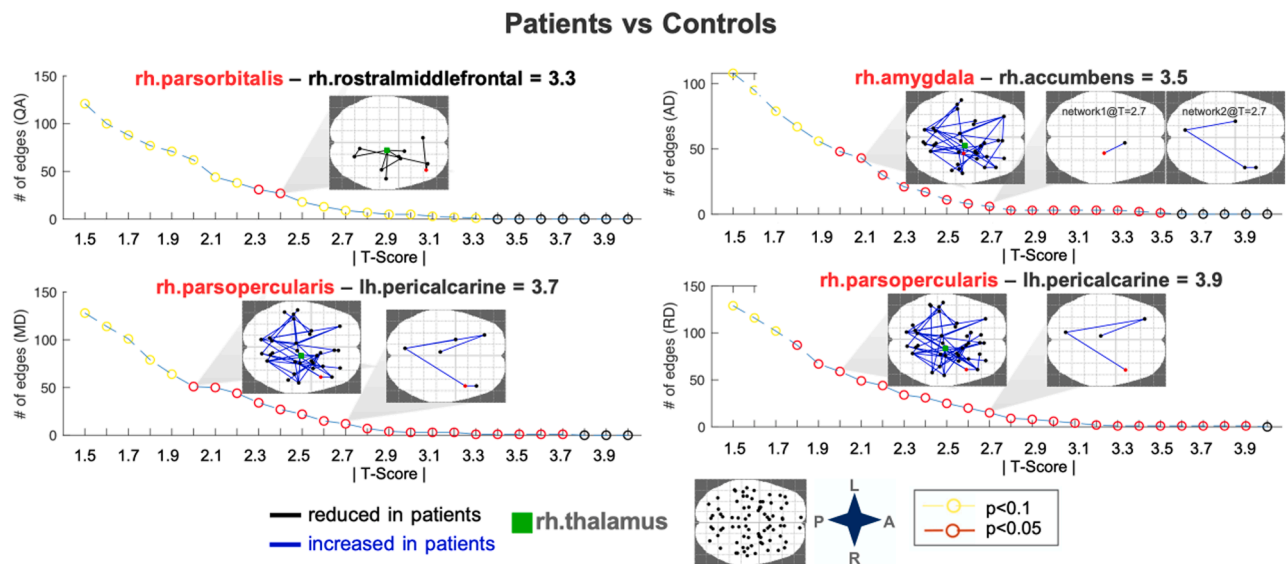 Patients vs Controls
rh.parsorbitalis – rh.rostralmiddlefrontal = 3.3
# of edges (QA)
150
100
50
0
1.5 1.7 1.9 2.1 2.3 2.5 2.7 2.9 3.1 3.3 3.5 3.7 3.9
| T-Score |
rh.amygdala – rh.accumbens = 3.5
# of edges (AD)
100
50
0
network1@T=2.7
network2@T=2.7
1.5 1.7 1.9 2.1 2.3 2.5 2.7 2.9 3.1 3.3 3.5 3.7 3.9
| T-Score |
rh.parsopercularis – lh.pericalcarine = 3.7
# of edges (MD)
150
100
50
0
1.5 1.7 1.9 2.1 2.3 2.5 2.7 2.9 3.1 3.3 3.5 3.7 3.9
| T-Score |
rh.parsopercularis – lh.pericalcarine = 3.9
# of edges (RD)
150
100
50
0
1.5 1.7 1.9 2.1 2.3 2.5 2.7 2.9 3.1 3.3 3.5 3.7 3.9
| T-Score |
reduced in patients
increased in patients
rh.thalamus
L
P A
R
p<0.1
p<0.05